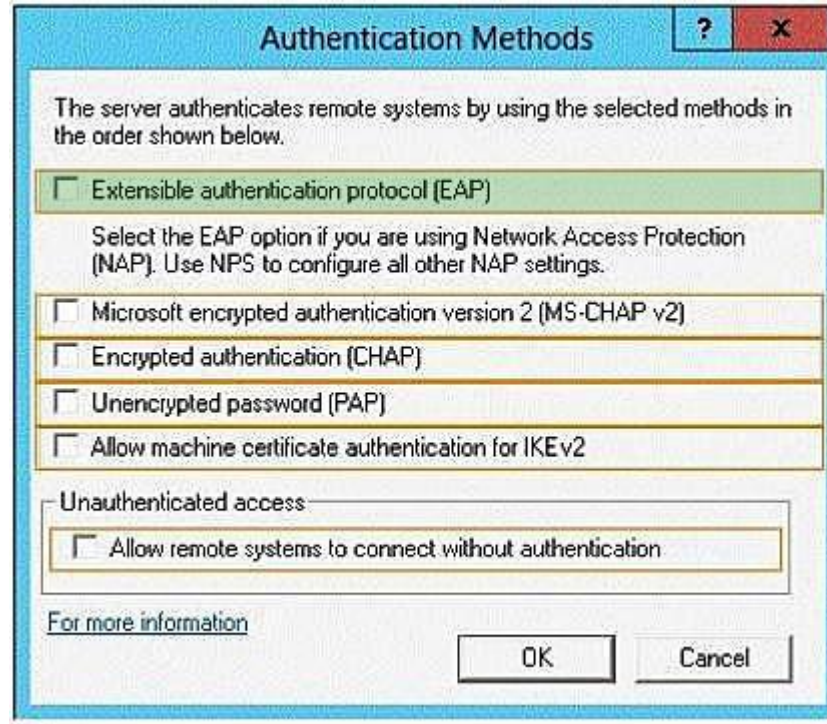 Authentication Methods
?
x
The server authenticates remote systems by using the selected methods in
the order shown below.
Extensible authentication protocol (EAP)
Select the EAP option if you are using Network Access Protection
(NAP). Use NPS to configure all other NAP settings.
Microsoft encrypted authentication version 2 (MS-CHAP v2)
Encrypted authentication (CHAP)
Unencrypted password (PAP)
Allow machine certificate authentication for IKEv2
Unauthenticated access
Allow remote systems to connect without authentication
For more information
OK
Cancel